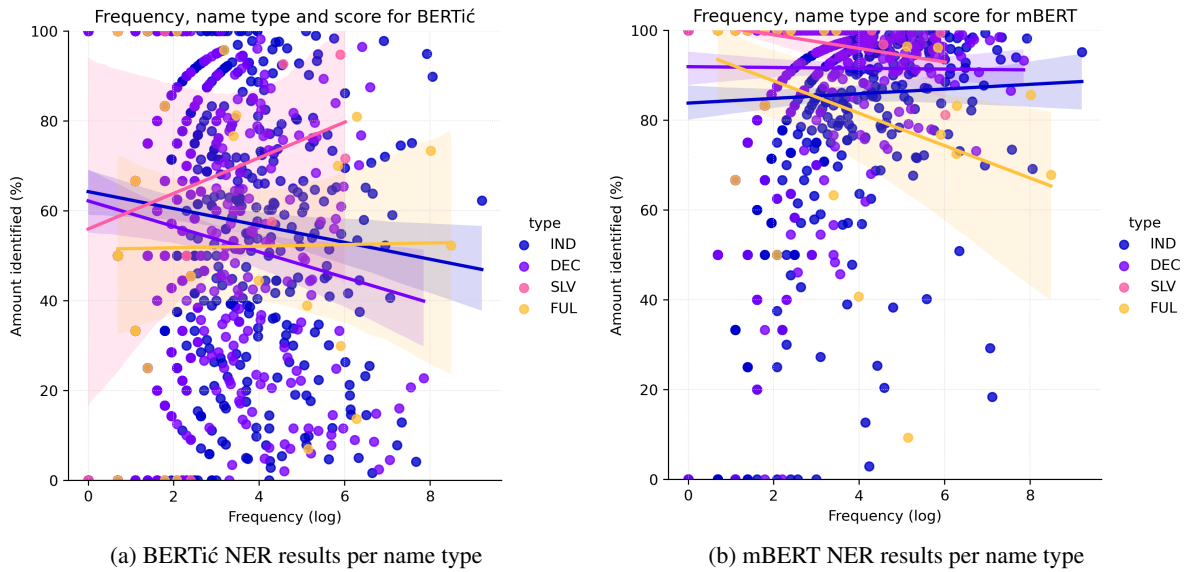 Frequency, name type and score for BERTić
100
80
60
40
20
0
Amount identified (%)
0 2 4 6 8
Frequency (log)
type
IND
DEC
SLV
FUL
(a) BERTić NER results per name type
Frequency, name type and score for mBERT
100
80
60
40
20
0
Amount identified (%)
0 2 4 6 8
Frequency (log)
type
IND
DEC
SLV
FUL
(b) mBERT NER results per name type